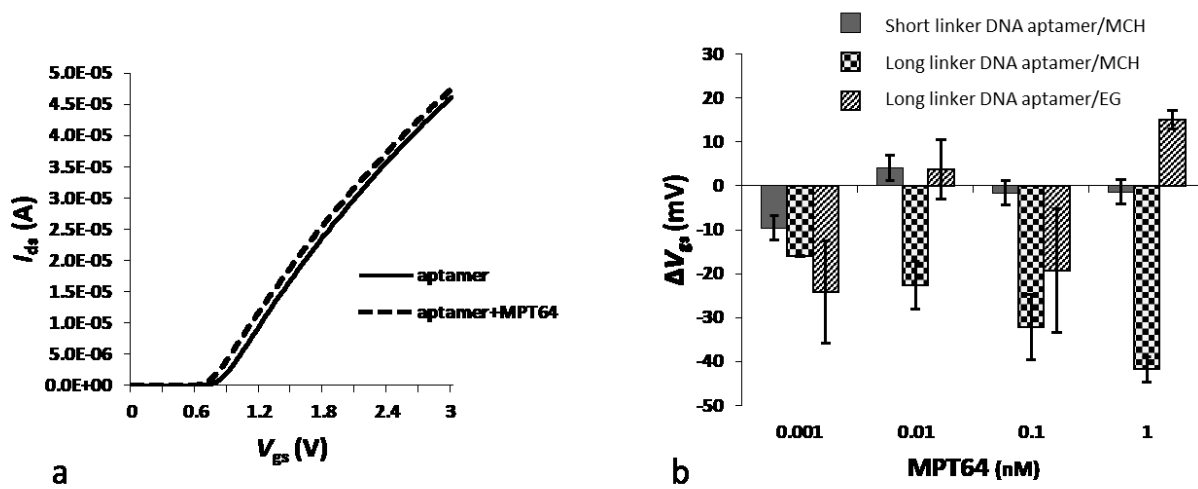 5.0E-05
4.5E-05
4.0E-05
3.5E-05
3.0E-05
2.5E-05
2.0E-05
1.5E-05
1.0E-05
5.0E-06
0.0E+00
I_ds (A)
0 0.6 1.2 1.8 2.4 3
V_gs (V)
aptamer
aptamer+MPT64
a
Short linker DNA aptamer/MCH
Long linker DNA aptamer/MCH
Long linker DNA aptamer/EG
30
20
10
0
-10
-20
-30
-40
-50
ΔV_gs (mV)
0.001 0.01 0.1 1
MPT64 (nM)
b